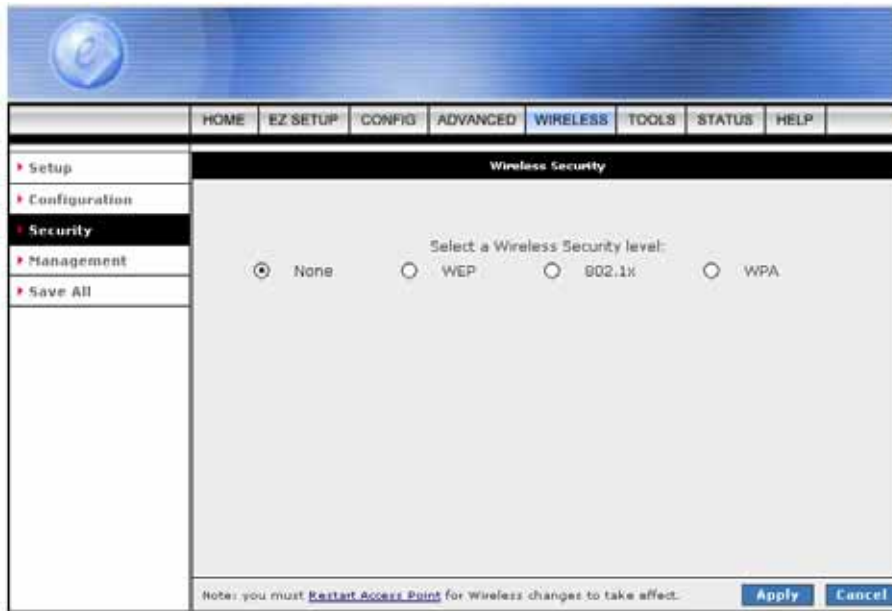 HOME EZ SETUP CONFIG ADVANCED WIRELESS TOOLS STATUS HELP
Setup
Configuration
Security
Management
Save All
Wireless Security
Select a Wireless Security level:
None WEP 802.1x WPA
Note: you must Restart Access Point for Wireless changes to take effect.
Apply Cancel